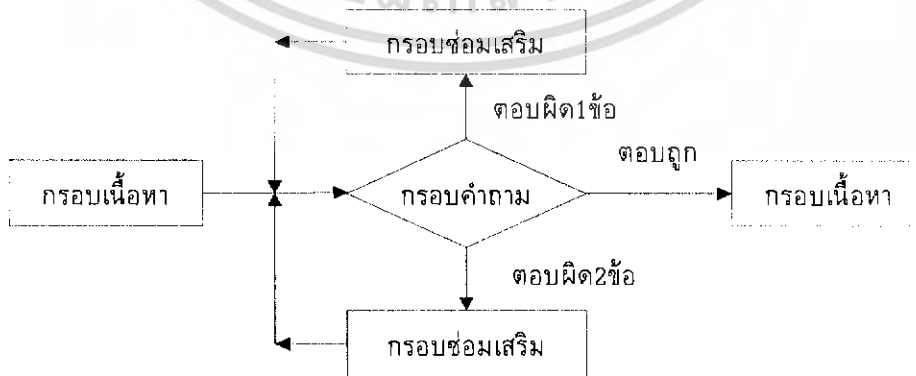 กรอบซ่อมเสริม
ตอบผิด1ข้อ
ตอบถูก
กรอบเนื้อหา
กรอบคำถาม
กรอบเนื้อหา
ตอบผิด2ข้อ
กรอบซ่อมเสริม